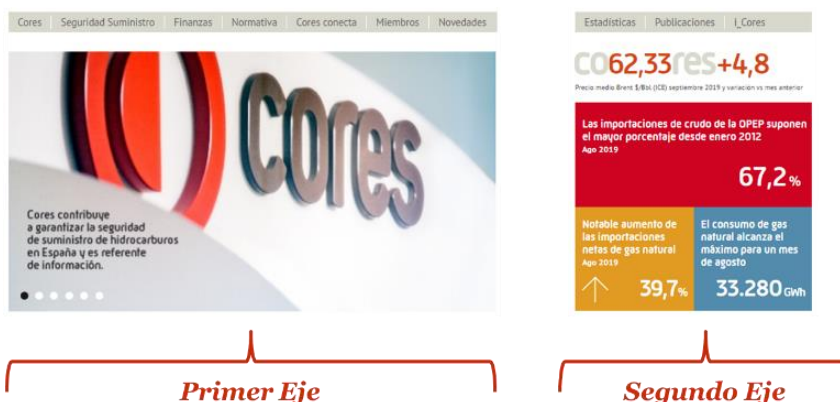 Cores | Seguridad Suministro | Finanzas | Normativa | Cores conecta | Miembros | Novedades
cores
Cores contribuye
a garantizar la seguridad
de suministro de hidrocarburos
en España y es referente
de información.
Primer Eje
Estadísticas | Publicaciones | I_Cores
co62,33res+4,8
Precio medio Brent $/Bbl (ICE) septiembre 2019 y variación vs mes anterior
Las importaciones de crudo de la OPEP suponen
el mayor porcentaje desde enero 2012
Ago 2019
67,2%
Notable aumento de
las importaciones
netas de gas natural
Ago 2019
39,7%
El consumo de gas
natural alcanza el
máximo para un mes
de agosto
33.280 GWh
Segundo Eje